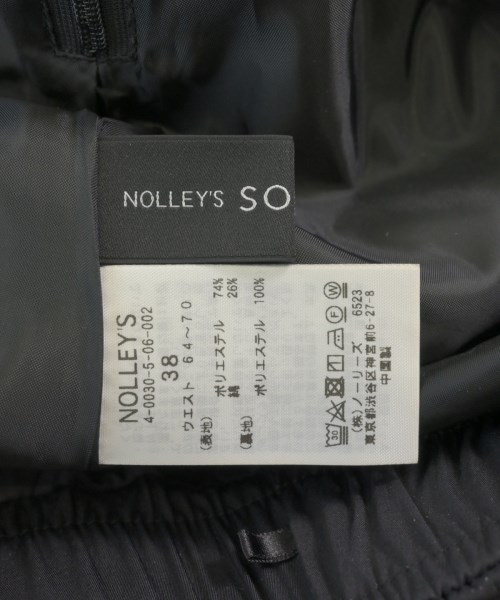 NOLLEY'S SO
NOLLEY'S
4-0030-5-06-002
38
ウエスト 64～70
(表地)
ポリエステル 74%
絹 26%
(裏地)
ポリエステル 100%
30
F W
(株)ノーリーズ 6523
東京都渋谷区神宮前6-27-8
中国製